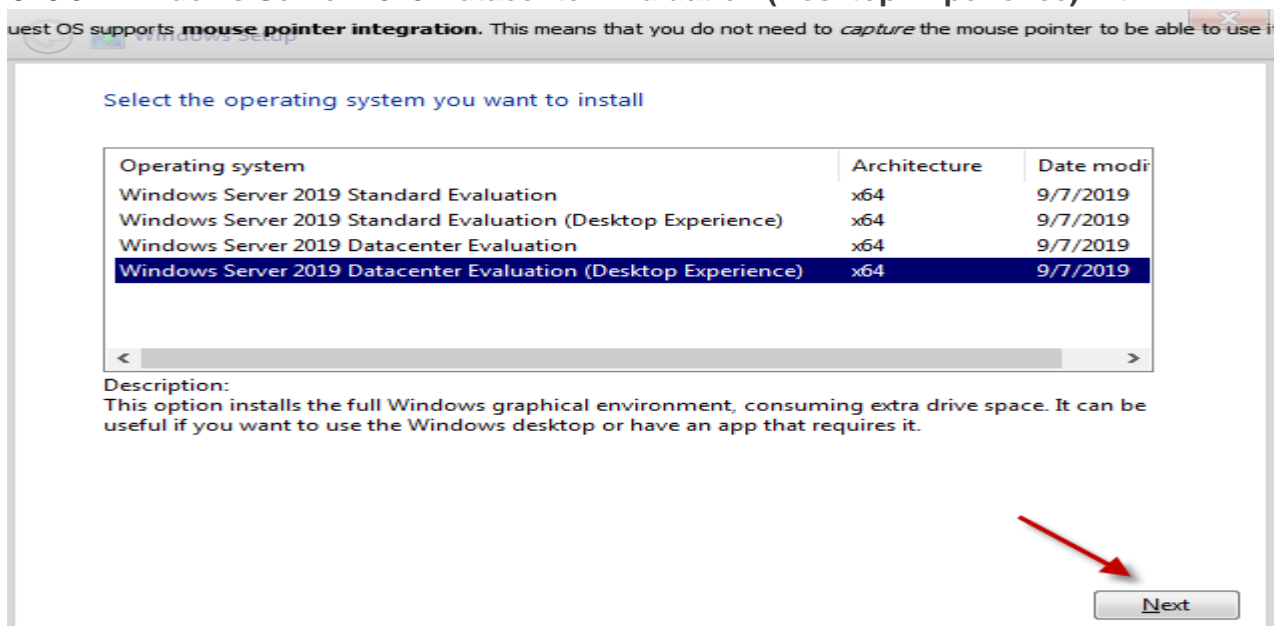 uest OS supports mouse pointer integration. This means that you do not need to capture the mouse pointer to be able to use i
Windows Setup
Select the operating system you want to install
Operating system Architecture Date modi
Windows Server 2019 Standard Evaluation x64 9/7/2019
Windows Server 2019 Standard Evaluation (Desktop Experience) x64 9/7/2019
Windows Server 2019 Datacenter Evaluation x64 9/7/2019
Windows Server 2019 Datacenter Evaluation (Desktop Experience) x64 9/7/2019
Description:
This option installs the full Windows graphical environment, consuming extra drive space. It can be
useful if you want to use the Windows desktop or have an app that requires it.
Next